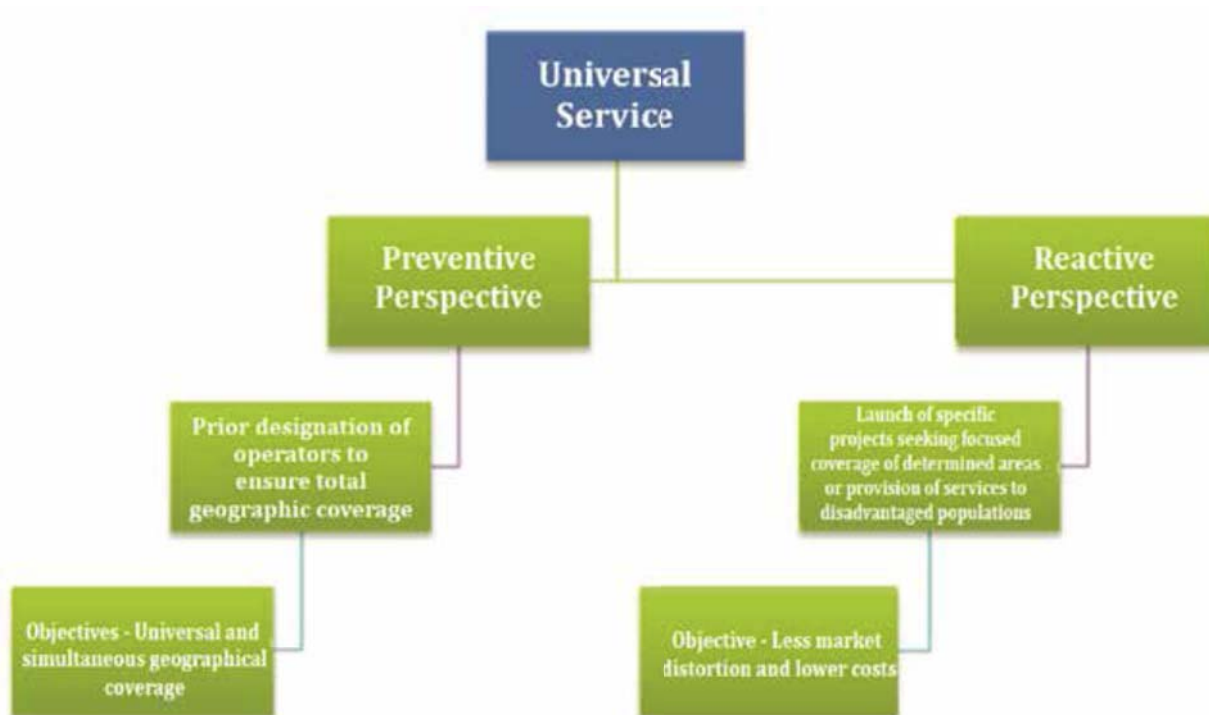 Universal
Service
Preventive
Perspective
Reactive
Perspective
Prior designation of
operators to
ensure total
geographic coverage
Launch of specific
projects seeking focused
coverage of determined areas
or provision of services to
disadvantaged populations
Objectives - Universal and
simultaneous geographical
coverage
Objective - Less market
distortion and lower costs